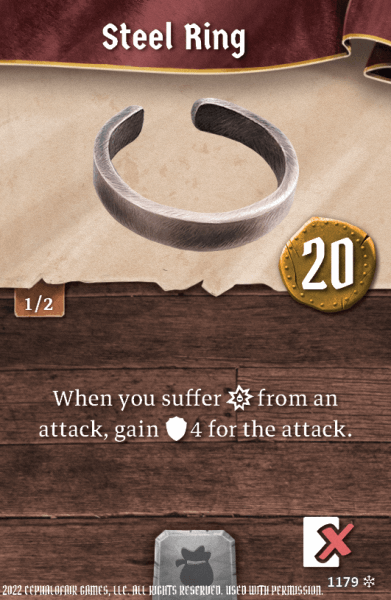 Steel Ring
20
1/2
When you suffer from an
attack, gain 4 for the attack.
1179
2022 CEPHALOFAIR GAMES, LLC. ALL RIGHTS RESERVED. USED WITH PERMISSION.